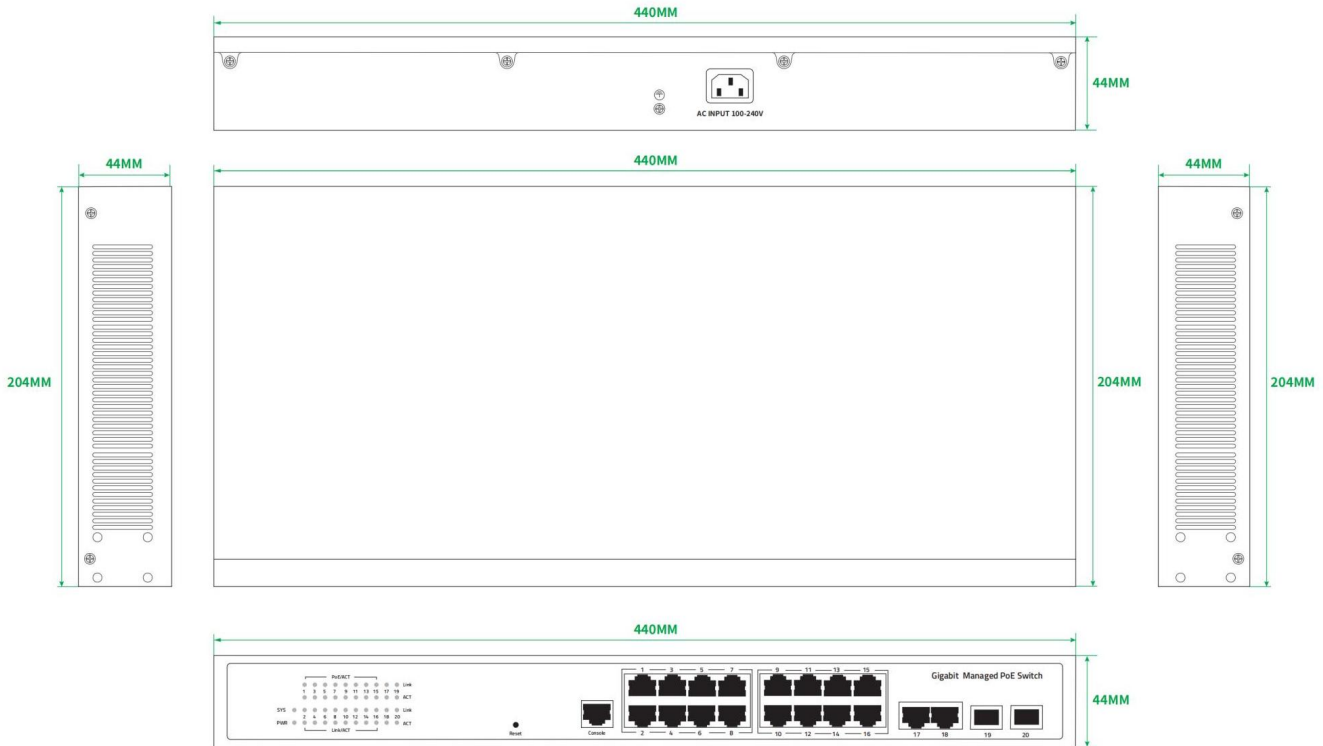 440MM
44MM
AC INPUT 100-240V
44MM
440MM
44MM
204MM
204MM
204MM
440MM
44MM
PoE/ACT
Link
1 3 5 7 9 11 13 15 17 19
ACT
SYS
Link
2 4 6 8 10 12 14 16 18 20
PWR
ACT
Link/ACT
Reset
Console
1 3 5 7
2 4 6 8
9 11 13 15
10 12 14 16
Gigabit Managed PoE Switch
17 18 19 20